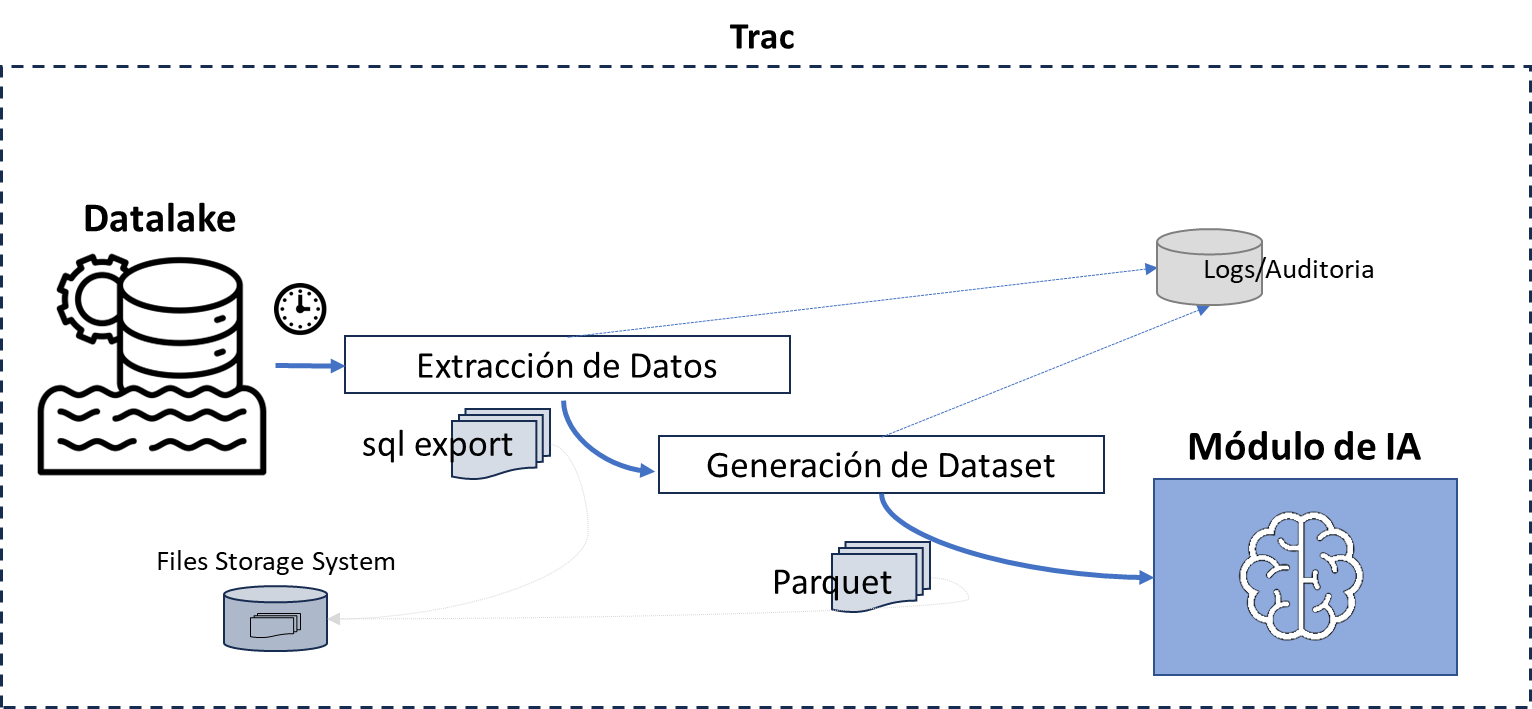 Trac
Datalake
Logs/Auditoria
Extracción de Datos
sql export
Generación de Dataset
Módulo de IA
Files Storage System
Parquet